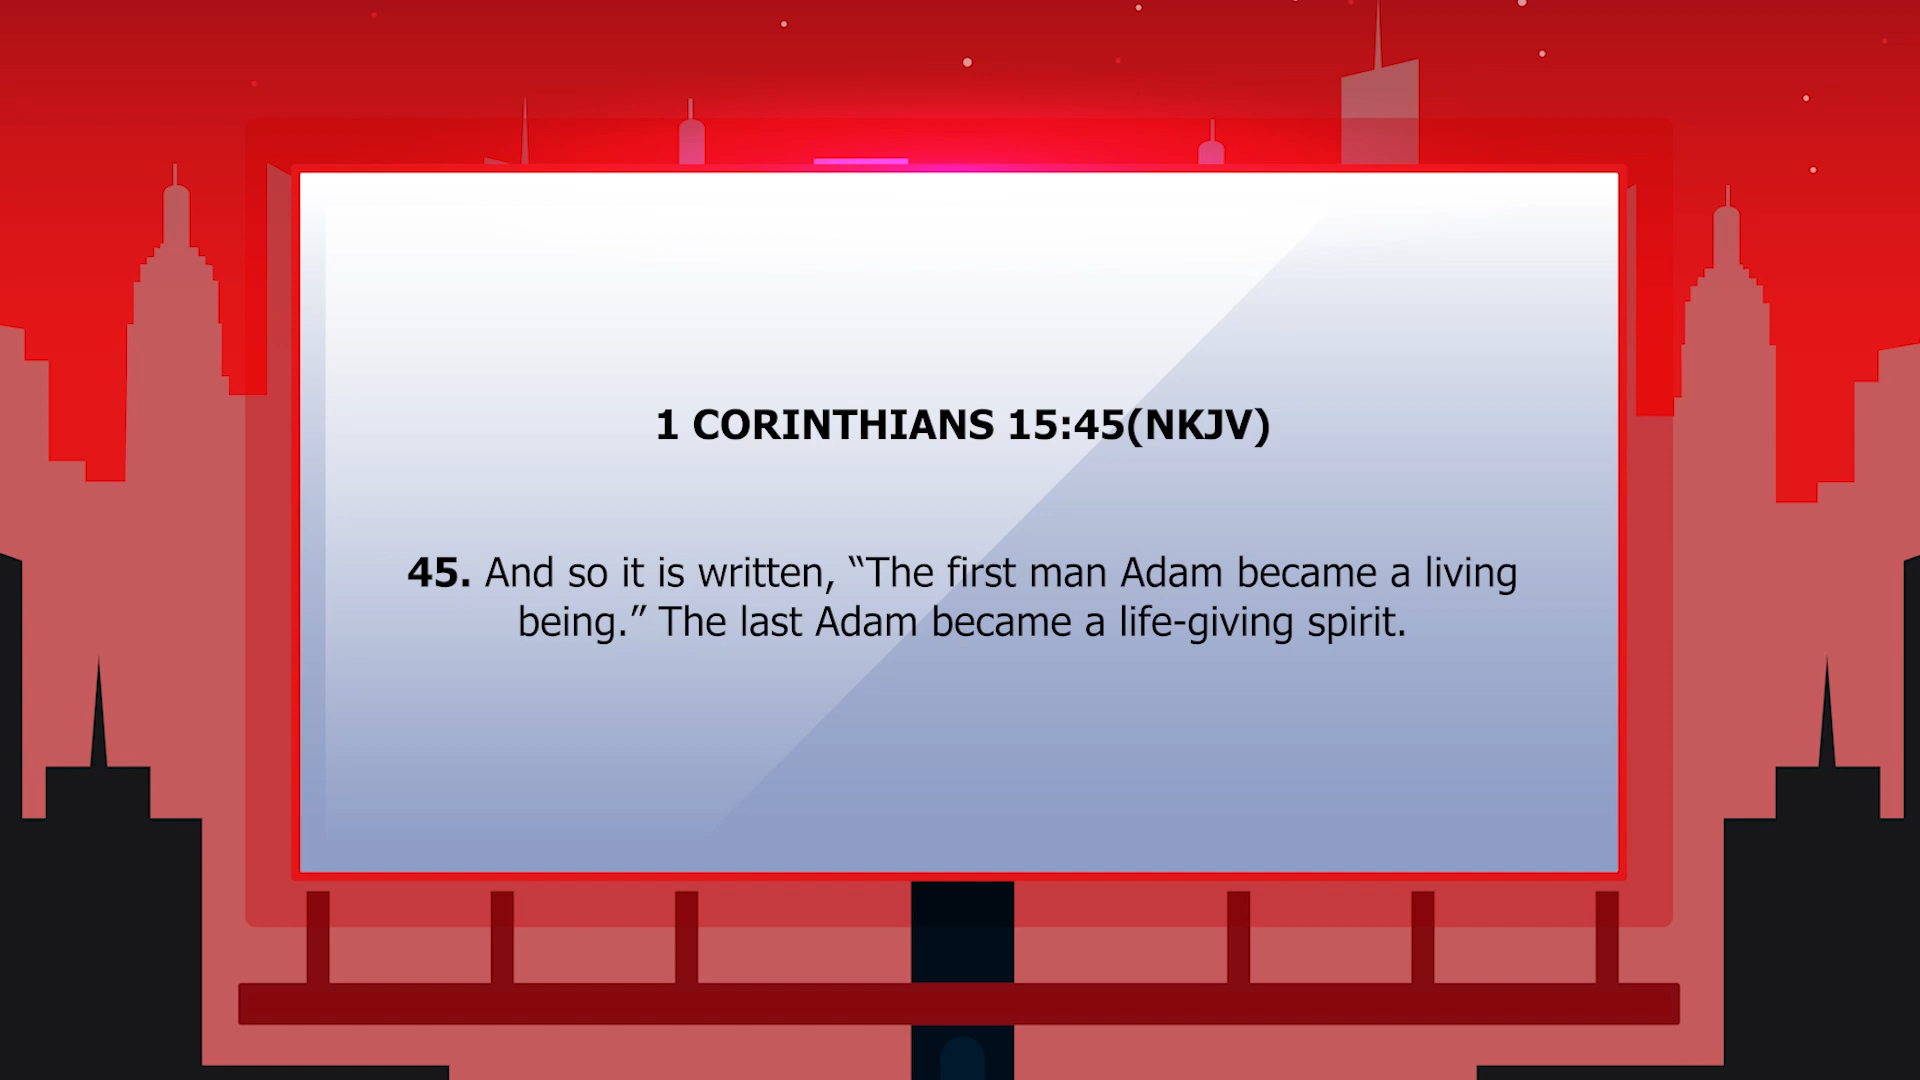 1 CORINTHIANS 15:45(NKJV)
45. And so it is written, “The first man Adam became a living
being.” The last Adam became a life-giving spirit.